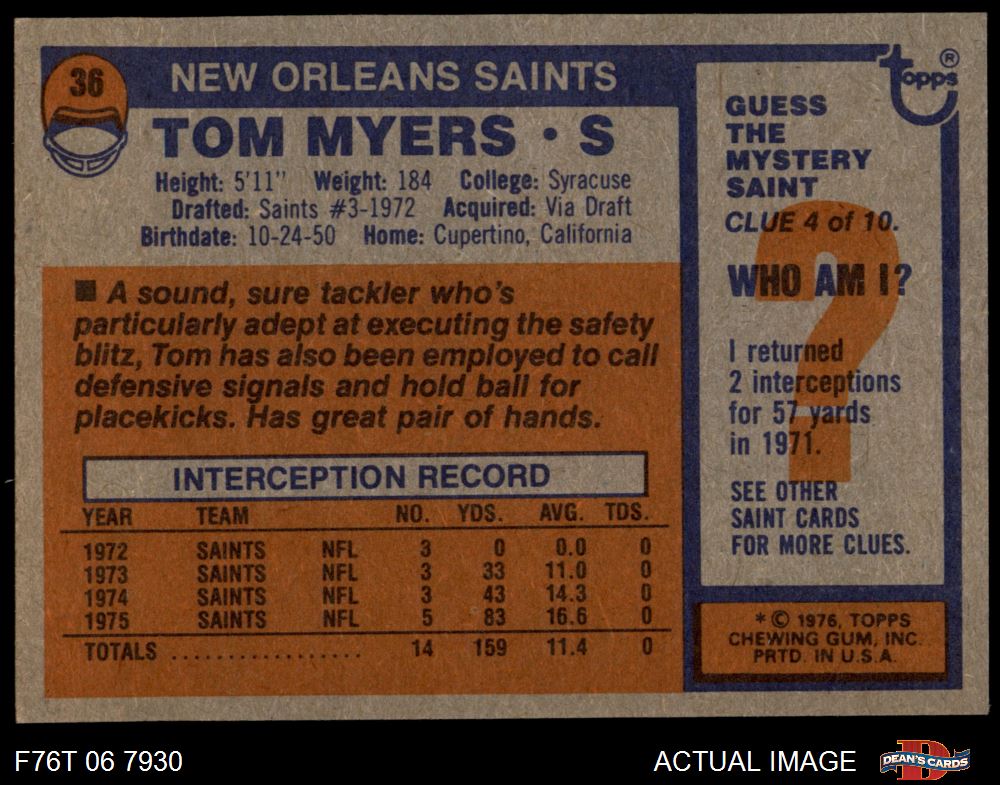 36
NEW ORLEANS SAINTS
TOM MYERS • S
Height: 5'11" Weight: 184 College: Syracuse
Drafted: Saints #3-1972 Acquired: Via Draft
Birthdate: 10-24-50 Home: Cupertino, California
■ A sound, sure tackler who's
particularly adept at executing the safety
blitz, Tom has also been employed to call
defensive signals and hold ball for
placekicks. Has great pair of hands.
INTERCEPTION RECORD
YEAR TEAM NO. YDS. AVG. TDS.
1972 SAINTS NFL 3 0 0.0 0
1973 SAINTS NFL 3 33 11.0 0
1974 SAINTS NFL 3 43 14.3 0
1975 SAINTS NFL 5 83 16.6 0
TOTALS .................. 14 159 11.4 0
topps ®
GUESS
THE
MYSTERY
SAINT
CLUE 4 of 10.
?
WHO AM I?
I returned
2 interceptions
for 57 yards
in 1971.
SEE OTHER
SAINT CARDS
FOR MORE CLUES.
* © 1976, TOPPS
CHEWING GUM, INC.
PRTD. IN U.S.A.
F76T 06 7930
ACTUAL IMAGE
D
DEAN'S CARDS